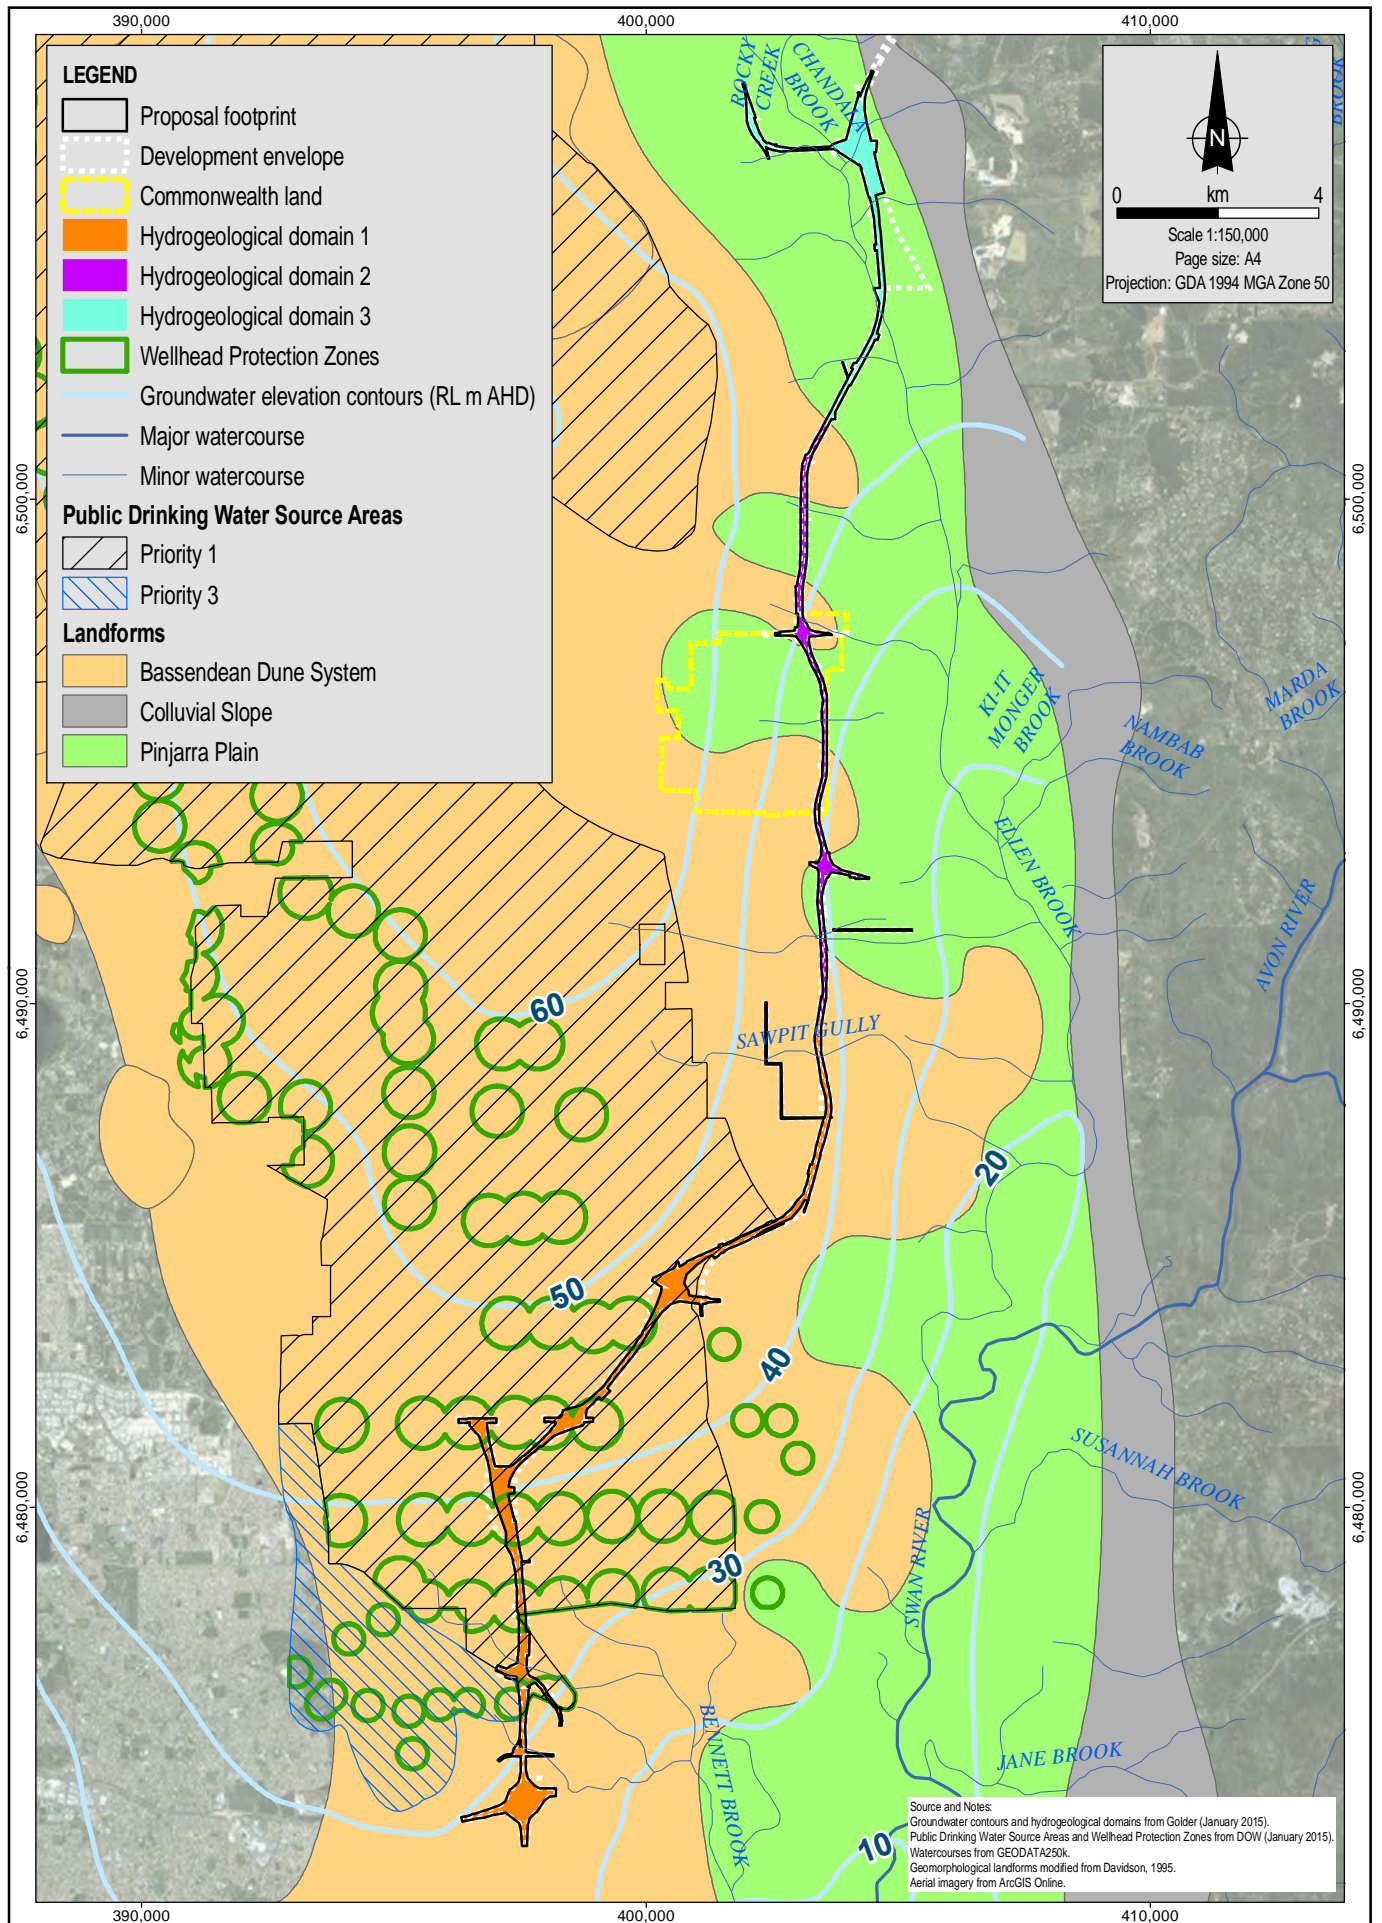 390,000
400,000
410,000
LEGEND
Proposal footprint
Development envelope
Commonwealth land
Hydrogeological domain 1
Hydrogeological domain 2
Hydrogeological domain 3
Wellhead Protection Zones
Groundwater elevation contours (RL m AHD)
Major watercourse
Minor watercourse
Public Drinking Water Source Areas
Priority 1
Priority 3
Landforms
Bassendean Dune System
Colluvial Slope
Pinjarra Plain
ROCKY
CREEK
CHANDALA
BROOK
BROOK
N
0
km
4
Scale 1:150,000
Page size: A4
Projection: GDA 1994 MGA Zone 50
6,500,000
6,500,000
KI-IT
MONGER
BROOK
MARDA
BROOK
NAMBAB
BROOK
ELLEN BROOK
AVON RIVER
6,490,000
6,490,000
60
SAWPIT GULLY
20
50
40
SUSANNAH BROOK
6,480,000
6,480,000
SWAN RIVER
30
BENNETT BROOK
JANE BROOK
10
Source and Notes:
Groundwater contours and hydrogeological domains from Golder (January 2015).
Public Drinking Water Source Areas and Wellhead Protection Zones from DOW (January 2015).
Watercourses from GEODATA250k.
Geomorphological landforms modified from Davidson, 1995.
Aerial imagery from ArcGIS Online.
390,000
400,000
410,000